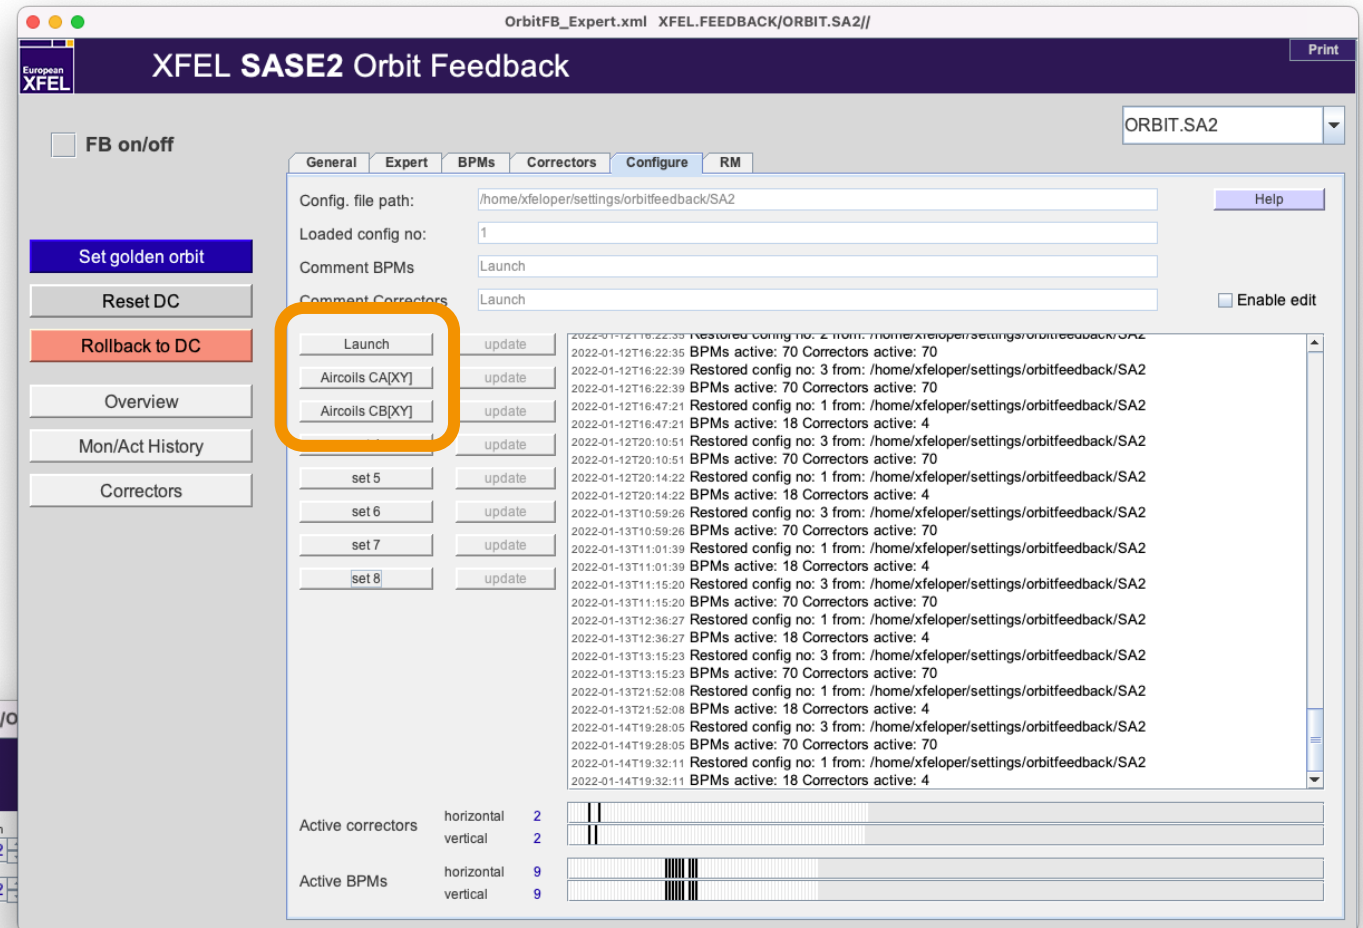 OrbitFB_Expert.xml XFEL.FEEDBACK/ORBIT.SA2//
European
XFEL
XFEL SASE2 Orbit Feedback
Print
ORBIT.SA2
FB on/off
General Expert BPMs Correctors Configure RM
Config. file path: /home/xfeloper/settings/orbitfeedback/SA2 Help
Loaded config no: 1
Comment BPMs Launch
Comment Correctors Launch Enable edit
Set golden orbit
Reset DC
Rollback to DC
Overview
Mon/Act History
Correctors
Launch update
Aircoils CA[XY] update
Aircoils CB[XY] update
update
set 5 update
set 6 update
set 7 update
set 8 update
2022-01-12T16:22:35 Restored config no: 2 from: /home/xfeloper/settings/orbitfeedback/SA2
2022-01-12T16:22:35 BPMs active: 70 Correctors active: 70
2022-01-12T16:22:39 Restored config no: 3 from: /home/xfeloper/settings/orbitfeedback/SA2
2022-01-12T16:22:39 BPMs active: 70 Correctors active: 70
2022-01-12T16:47:21 Restored config no: 1 from: /home/xfeloper/settings/orbitfeedback/SA2
2022-01-12T16:47:21 BPMs active: 18 Correctors active: 4
2022-01-12T20:10:51 Restored config no: 3 from: /home/xfeloper/settings/orbitfeedback/SA2
2022-01-12T20:10:51 BPMs active: 70 Correctors active: 70
2022-01-12T20:14:22 Restored config no: 1 from: /home/xfeloper/settings/orbitfeedback/SA2
2022-01-12T20:14:22 BPMs active: 18 Correctors active: 4
2022-01-13T10:59:26 Restored config no: 3 from: /home/xfeloper/settings/orbitfeedback/SA2
2022-01-13T10:59:26 BPMs active: 70 Correctors active: 70
2022-01-13T11:01:39 Restored config no: 1 from: /home/xfeloper/settings/orbitfeedback/SA2
2022-01-13T11:01:39 BPMs active: 18 Correctors active: 4
2022-01-13T11:15:20 Restored config no: 3 from: /home/xfeloper/settings/orbitfeedback/SA2
2022-01-13T11:15:20 BPMs active: 70 Correctors active: 70
2022-01-13T12:36:27 Restored config no: 1 from: /home/xfeloper/settings/orbitfeedback/SA2
2022-01-13T12:36:27 BPMs active: 18 Correctors active: 4
2022-01-13T13:15:23 Restored config no: 3 from: /home/xfeloper/settings/orbitfeedback/SA2
2022-01-13T13:15:23 BPMs active: 70 Correctors active: 70
2022-01-13T21:52:08 Restored config no: 1 from: /home/xfeloper/settings/orbitfeedback/SA2
2022-01-13T21:52:08 BPMs active: 18 Correctors active: 4
2022-01-14T19:28:05 Restored config no: 3 from: /home/xfeloper/settings/orbitfeedback/SA2
2022-01-14T19:28:05 BPMs active: 70 Correctors active: 70
2022-01-14T19:32:11 Restored config no: 1 from: /home/xfeloper/settings/orbitfeedback/SA2
2022-01-14T19:32:11 BPMs active: 18 Correctors active: 4
Active correctors
horizontal 2
vertical 2
Active BPMs
horizontal 9
vertical 9